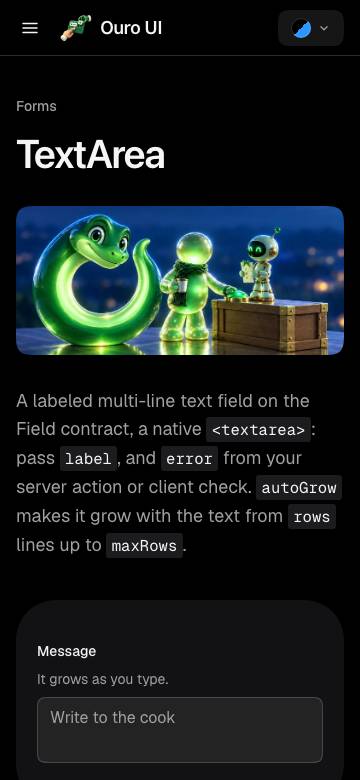 Ouro UI
Forms
TextArea
A labeled multi-line text field on the
Field contract, a native <textarea>:
pass label, and error from your
server action or client check. autoGrow
makes it grow with the text from rows
lines up to maxRows.
Message
It grows as you type.
Write to the cook